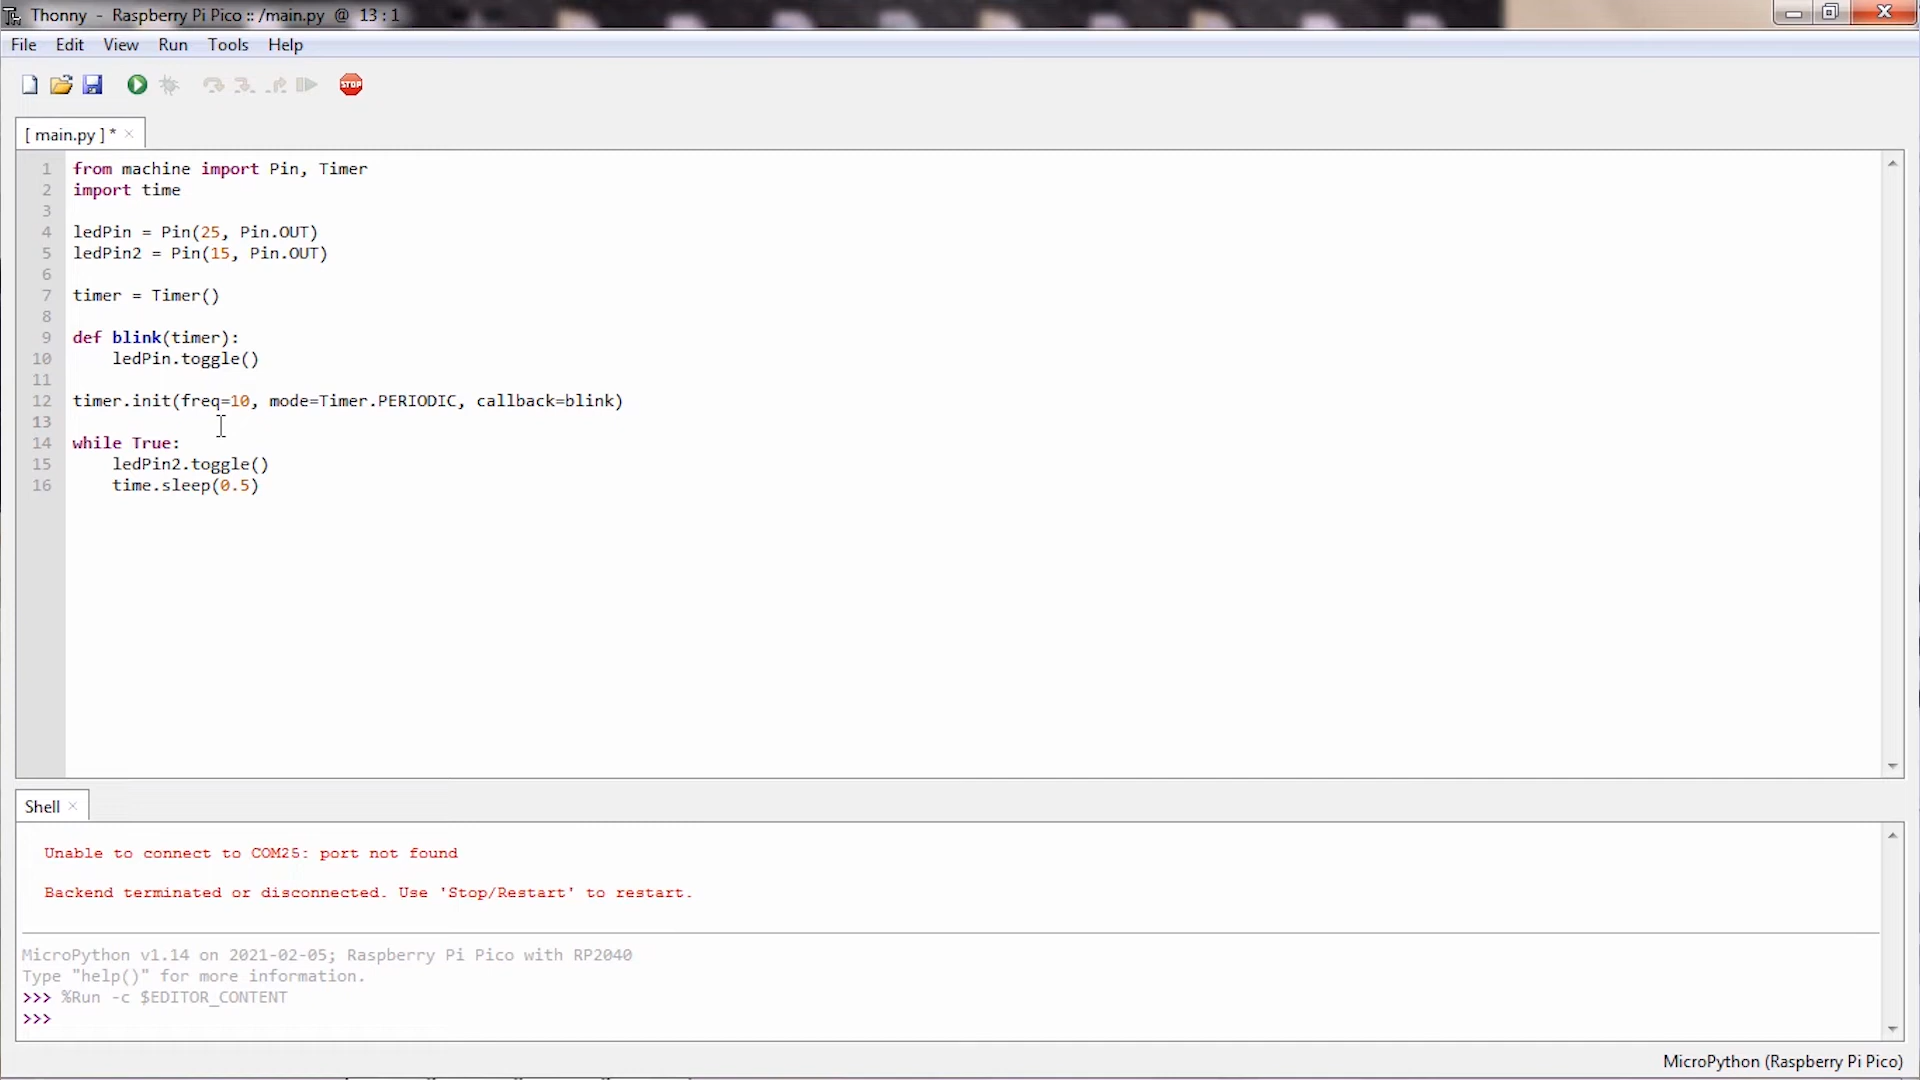 Thonny - Raspberry Pi Pico :: /main.py @ 13 : 1
File Edit View Run Tools Help
STOP
[ main.py ] * ×
1 from machine import Pin, Timer
2 import time
3
4 ledPin = Pin(25, Pin.OUT)
5 ledPin2 = Pin(15, Pin.OUT)
6
7 timer = Timer()
8
9 def blink(timer):
10     ledPin.toggle()
11
12 timer.init(freq=10, mode=Timer.PERIODIC, callback=blink)
13
14 while True:
15     ledPin2.toggle()
16     time.sleep(0.5)
Shell ×
Unable to connect to COM25: port not found
Backend terminated or disconnected. Use 'Stop/Restart' to restart.
MicroPython v1.14 on 2021-02-05; Raspberry Pi Pico with RP2040
Type "help()" for more information.
>>> %Run -c $EDITOR_CONTENT
>>>
MicroPython (Raspberry Pi Pico)